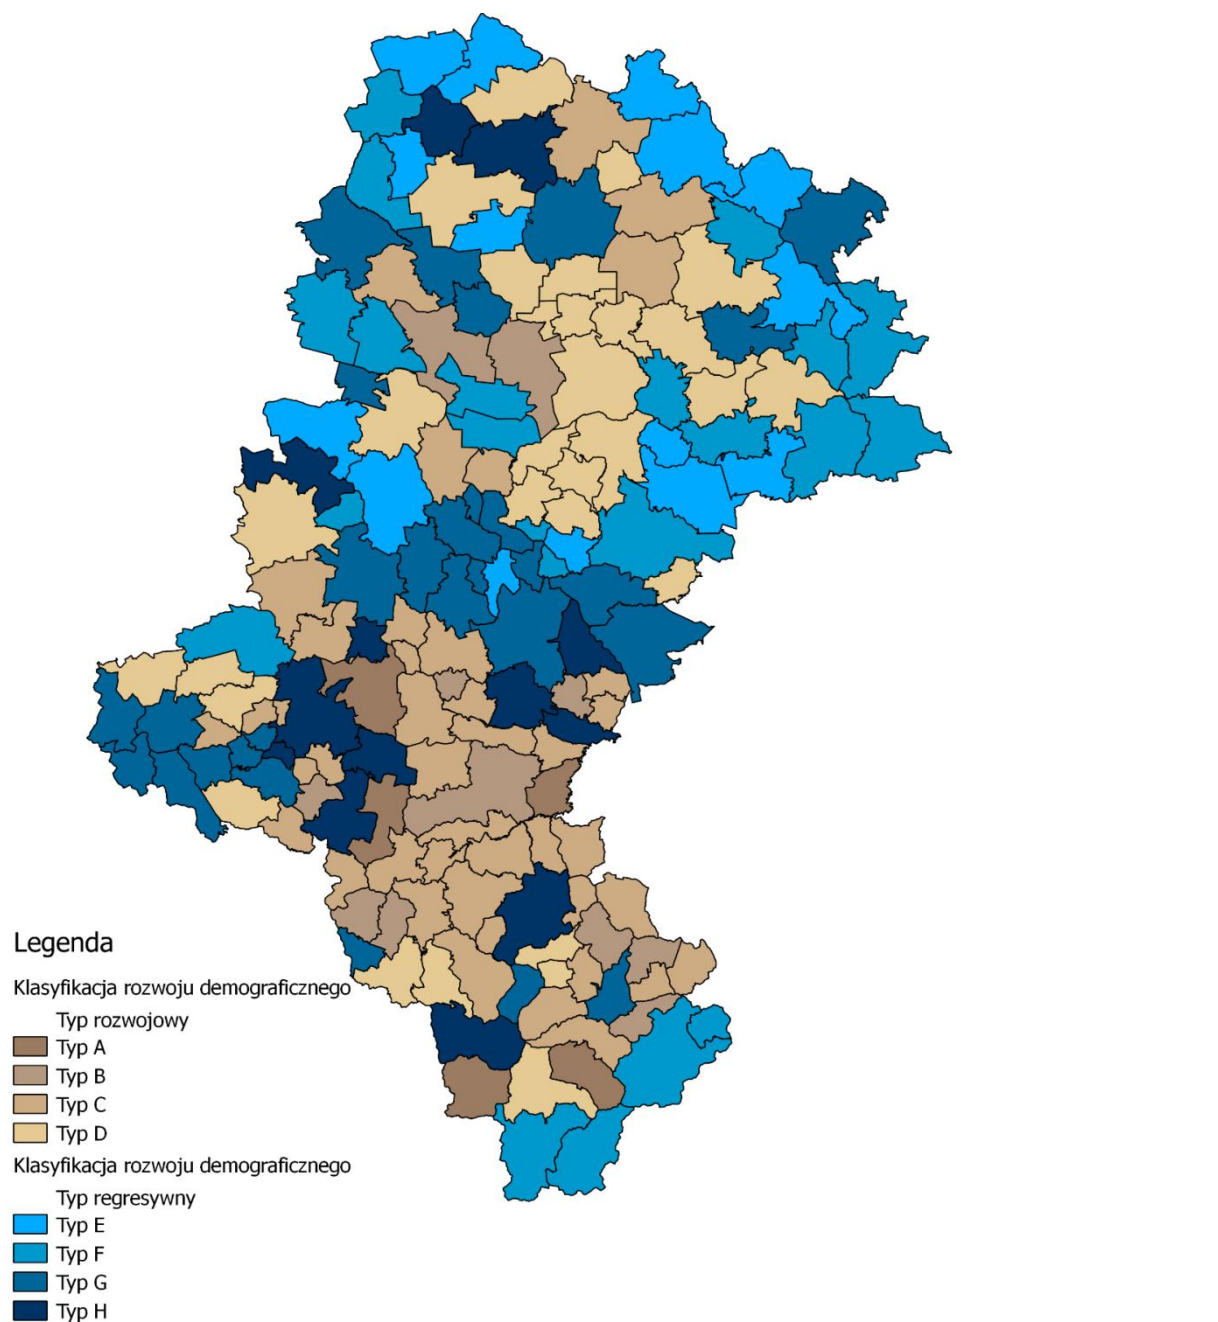 Legenda
Klasyfikacja rozwoju demograficznego
Typ rozwojowy
Typ A
Typ B
Typ C
Typ D
Klasyfikacja rozwoju demograficznego
Typ regresywny
Typ E
Typ F
Typ G
Typ H